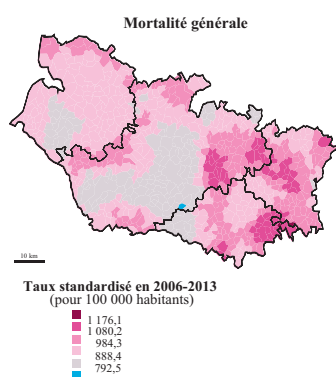 Mortalité générale
10 km
Taux standardisé en 2006-2013
(pour 100 000 habitants)
1 176,1
1 080,2
984,3
888,4
792,5